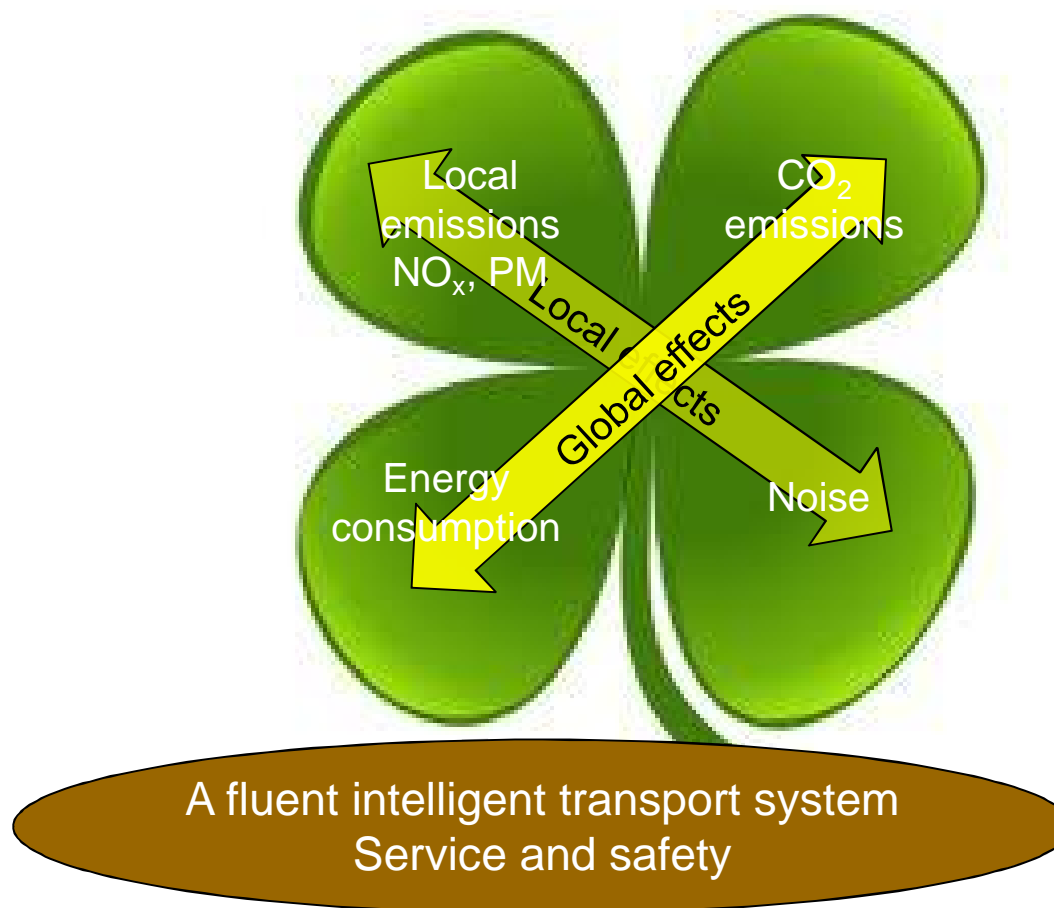 Local
emissions
NOₓ, PM
CO₂
emissions
Local effects
Global effects
Energy
consumption
Noise
A fluent intelligent transport system
Service and safety